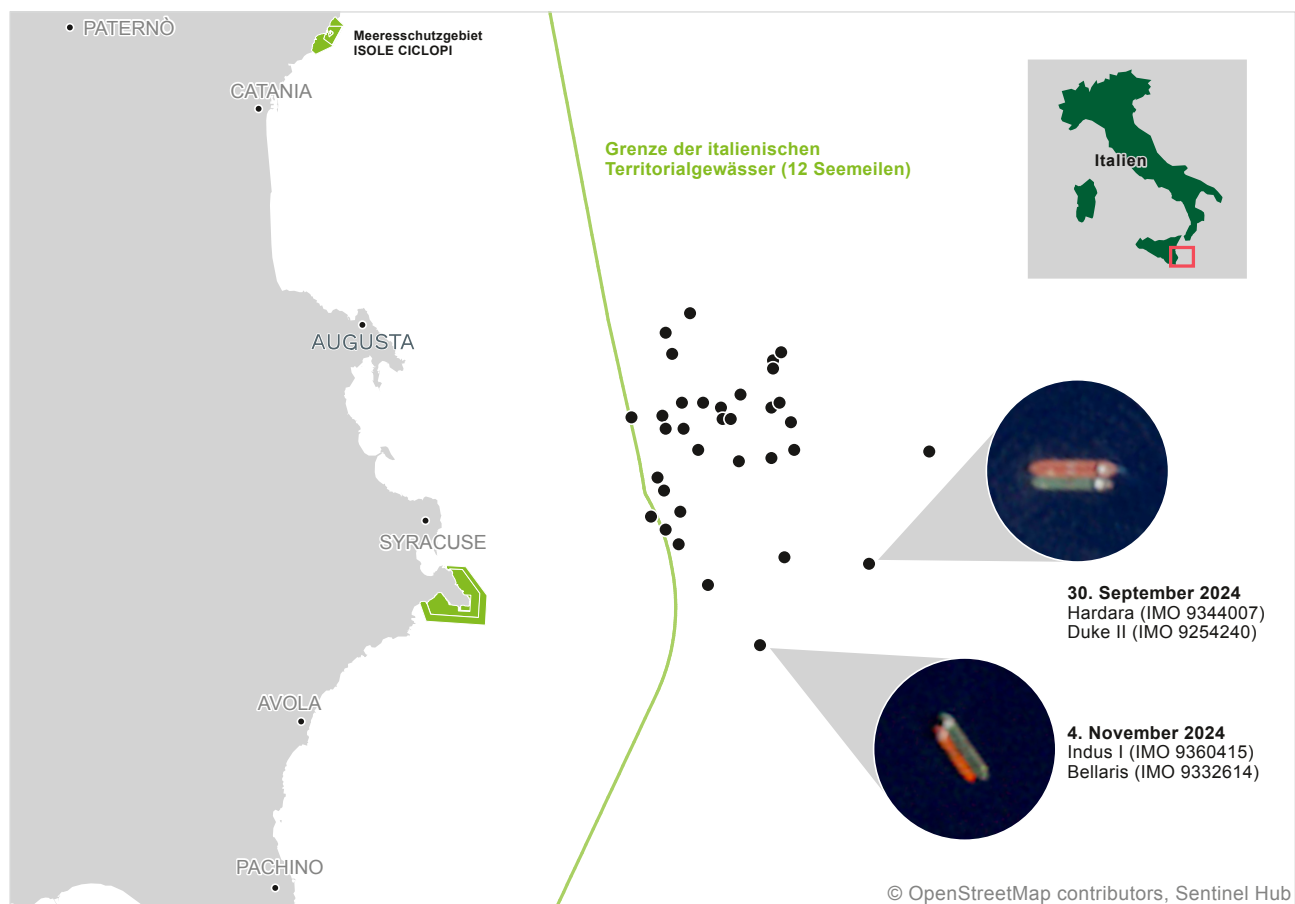 PATERNÒ
Meeresschutzgebiet
ISOLE CICLOPI
CATANIA
Grenze der italienischen
Territorialgewässer (12 Seemeilen)
Italien
AUGUSTA
SYRACUSE
30. September 2024
Hardara (IMO 9344007)
Duke II (IMO 9254240)
AVOLA
4. November 2024
Indus I (IMO 9360415)
Bellaris (IMO 9332614)
PACHINO
© OpenStreetMap contributors, Sentinel Hub